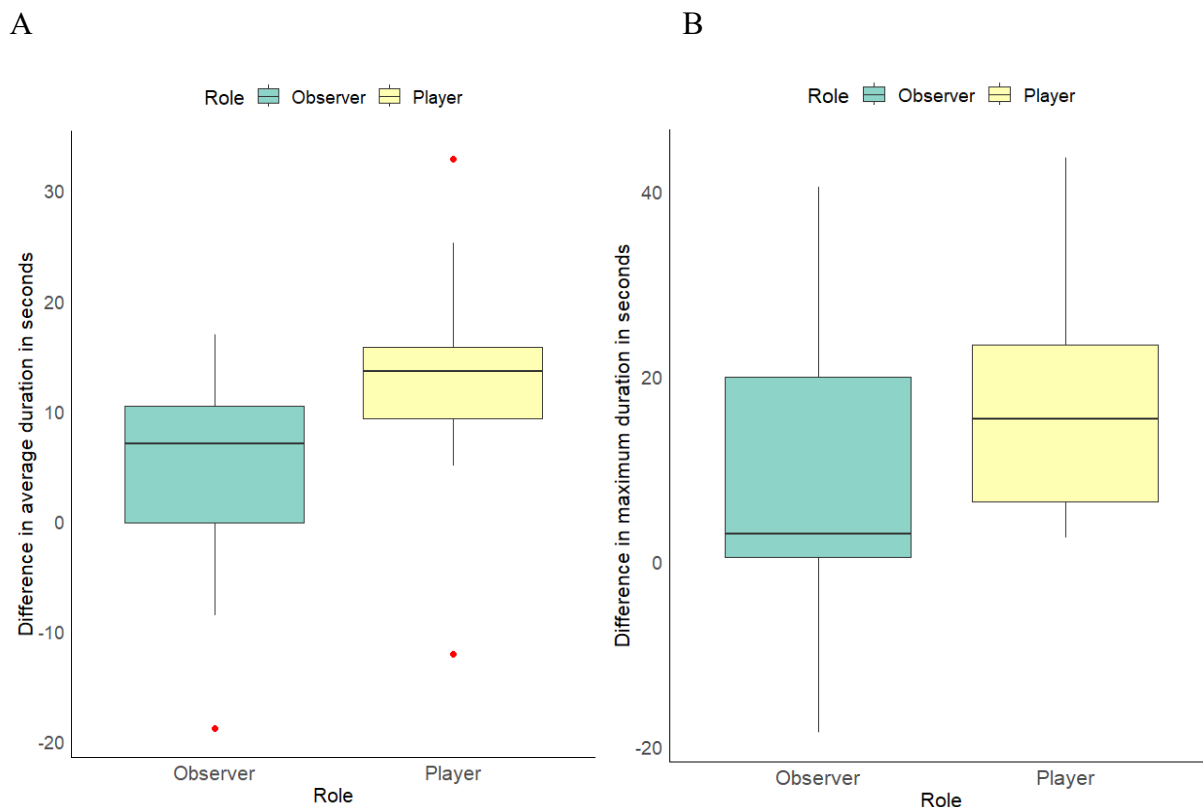 A
Role Observer Player
Difference in average duration in seconds
30
20
10
0
-10
-20
Observer Player
Role
B
Role Observer Player
Difference in maximum duration in seconds
40
20
0
-20
Observer Player
Role